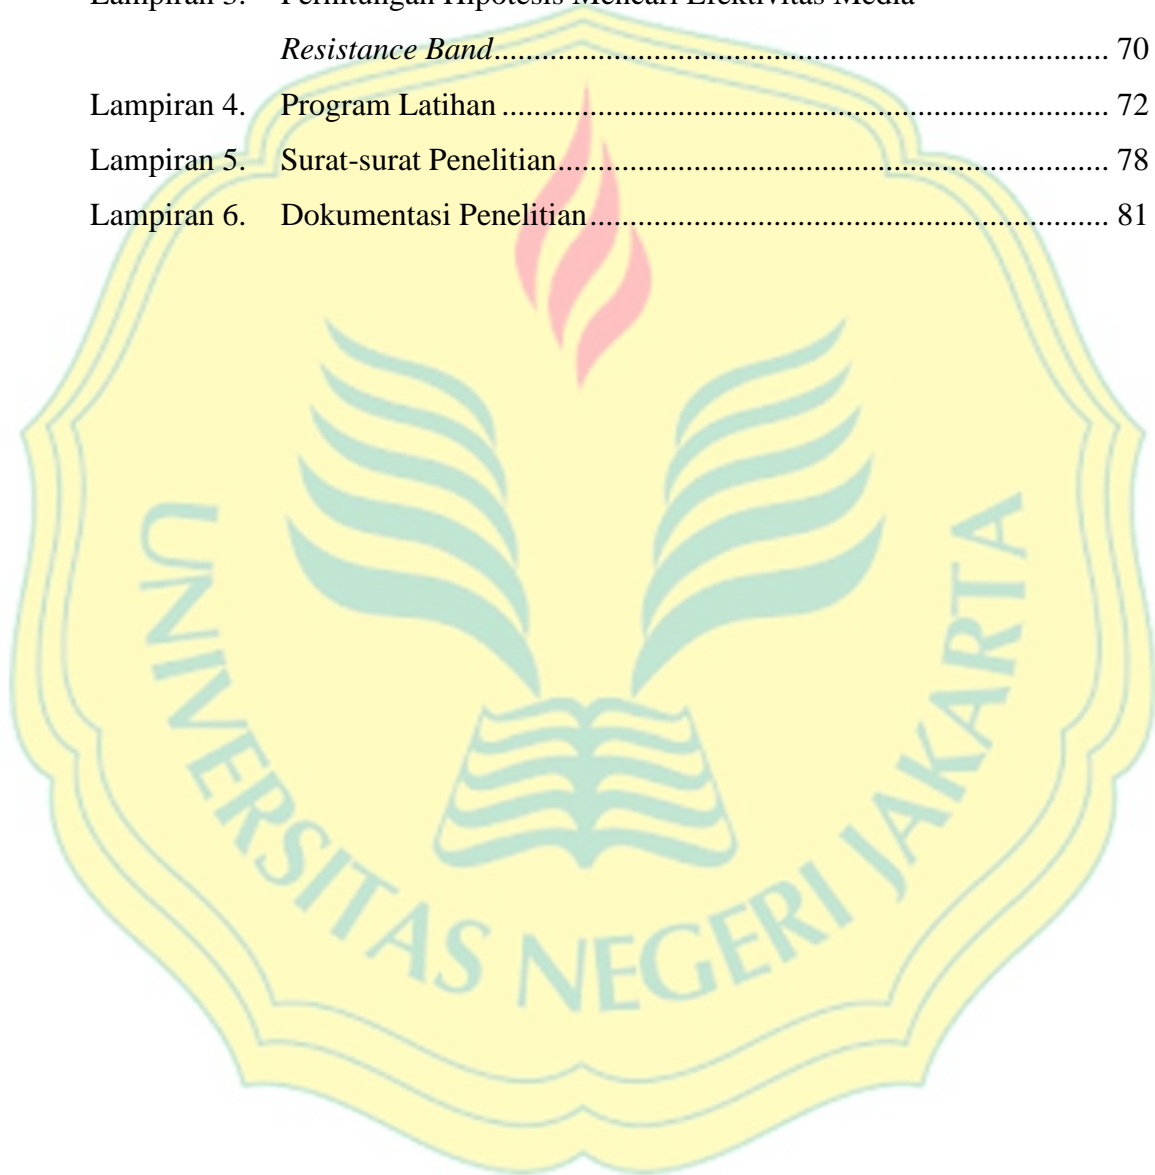 Lampiran 3. Perhitungan Hipotesis Mencari Efektivitas Media
Resistance Band............................................................................. 70
Lampiran 4. Program Latihan ............................................................................ 72
Lampiran 5. Surat-surat Penelitian..................................................................... 78
Lampiran 6. Dokumentasi Penelitian................................................................. 81
UNIVERSITAS NEGERI JAKARTA